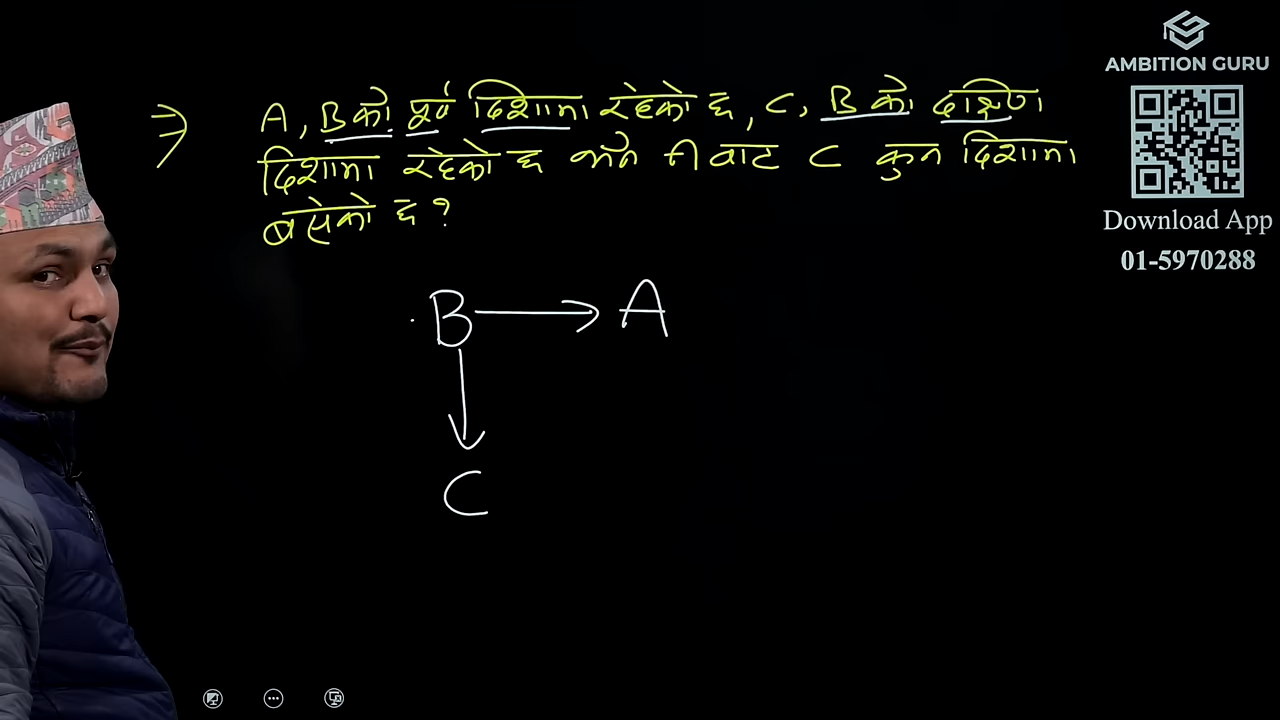 A, B को पूर्व दिशामा रहेको छ, C, B को दक्षिण
दिशामा रहेको छ भने A बाट C कुन दिशामा
बसेको छ ?
B → A
C
AMBITION GURU
Download App
01-5970288